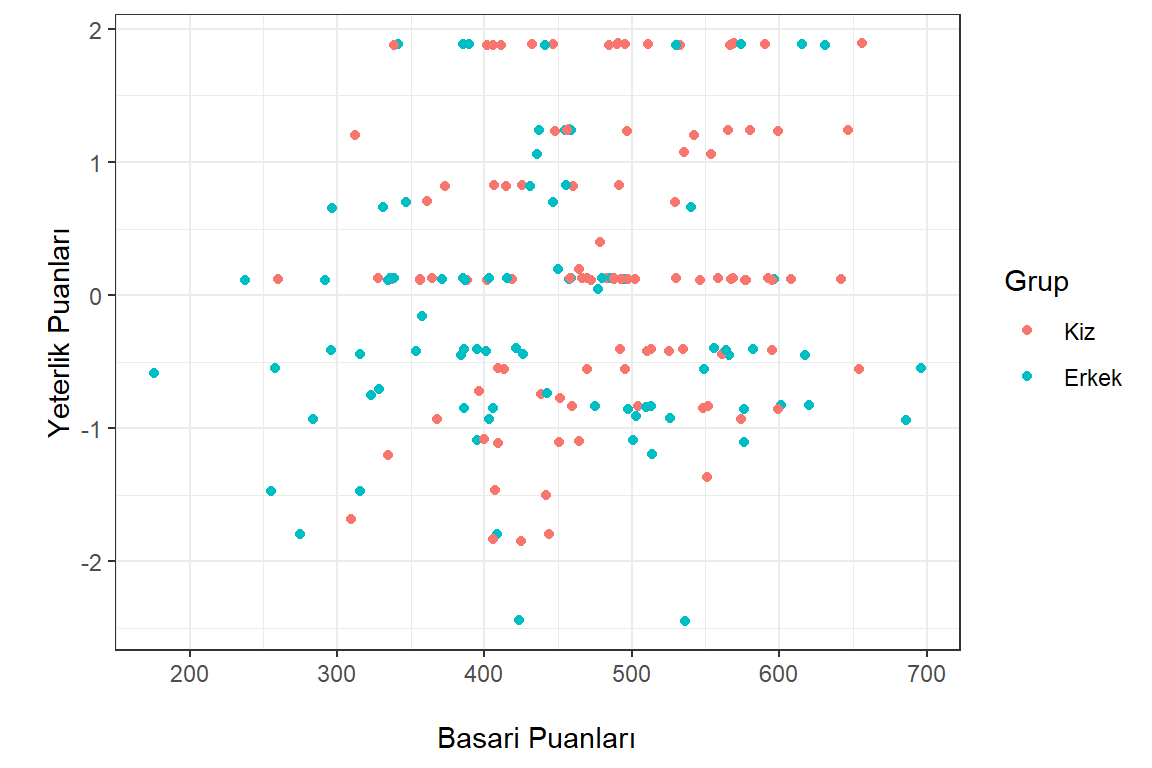 2
1
0
-1
-2
Yeterlik Puanları
200 300 400 500 600 700
Basari Puanları
Grup
Kiz
Erkek